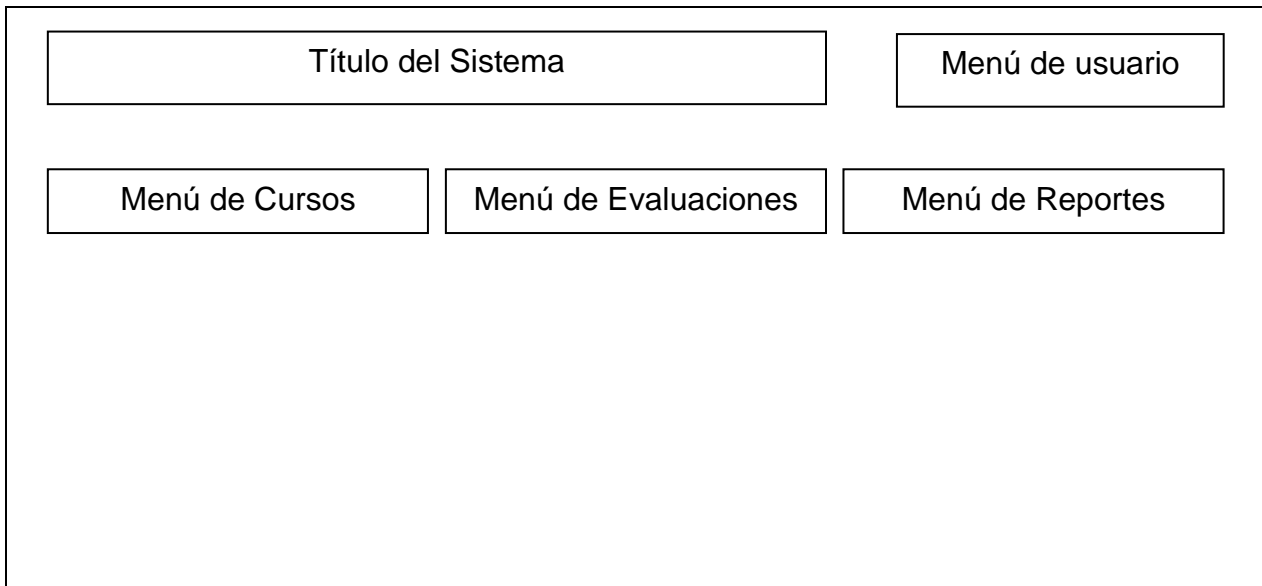 Título del Sistema
Menú de usuario
Menú de Cursos
Menú de Evaluaciones
Menú de Reportes